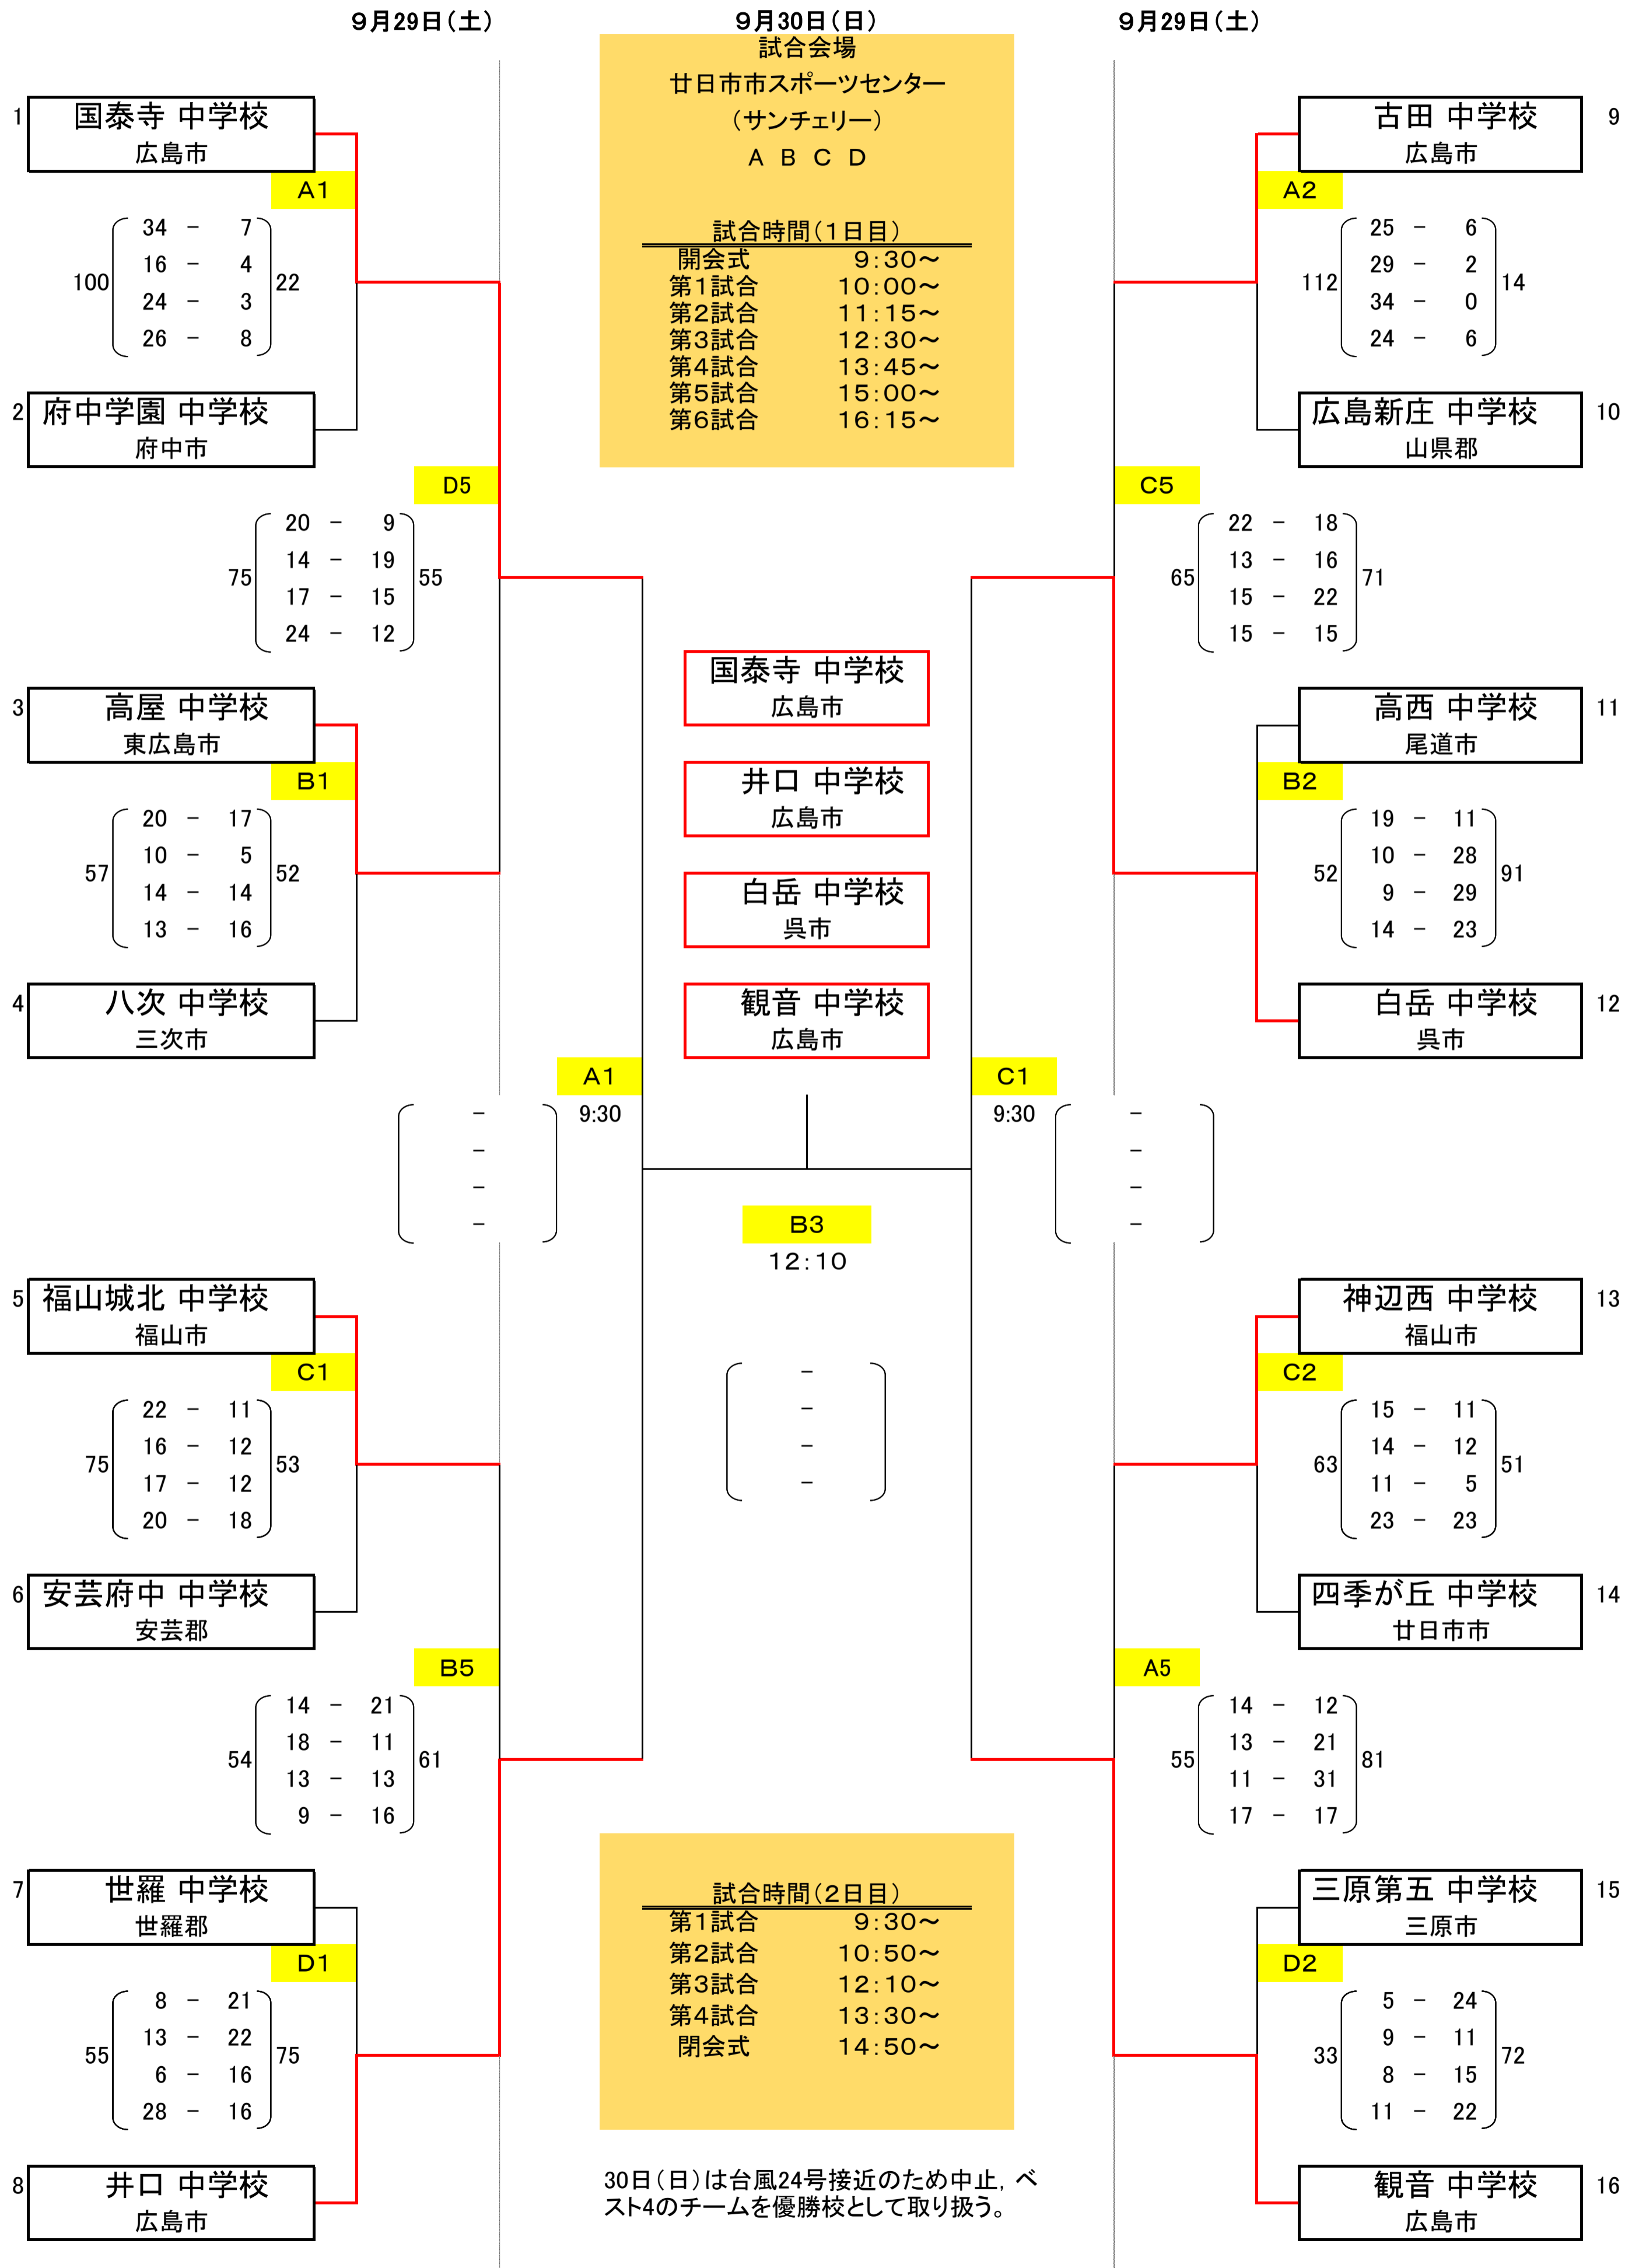 9月29日(土)
9月30日(日)
9月29日(土)
試合会場
廿日市市スポーツセンター
(サンチェリー)
A B C D
試合時間(1日目)
開会式 9:30～
第1試合 10:00～
第2試合 11:15～
第3試合 12:30～
第4試合 13:45～
第5試合 15:00～
第6試合 16:15～
1 国泰寺 中学校
広島市
A1
34 - 7
16 - 4
100 22
24 - 3
26 - 8
2 府中学園 中学校
府中市
D5
20 - 9
14 - 19
75 55
17 - 15
24 - 12
3 高屋 中学校
東広島市
B1
20 - 17
10 - 5
57 52
14 - 14
13 - 16
4 八次 中学校
三次市
A1
9:30
-
-
-
-
5 福山城北 中学校
福山市
C1
22 - 11
16 - 12
75 53
17 - 12
20 - 18
6 安芸府中 中学校
安芸郡
B5
14 - 21
18 - 11
54 61
13 - 13
9 - 16
7 世羅 中学校
世羅郡
D1
8 - 21
13 - 22
55 75
6 - 16
28 - 16
8 井口 中学校
広島市
国泰寺 中学校
広島市
井口 中学校
広島市
白岳 中学校
呉市
観音 中学校
広島市
B3
12:10
-
-
-
-
試合時間(2日目)
第1試合 9:30～
第2試合 10:50～
第3試合 12:10～
第4試合 13:30～
閉会式 14:50～
30日(日)は台風24号接近のため中止，ベ
スト4のチームを優勝校として取り扱う。
古田 中学校 9
広島市
A2
25 - 6
29 - 2
112 14
34 - 0
24 - 6
広島新庄 中学校 10
山県郡
C5
22 - 18
13 - 16
65 71
15 - 22
15 - 15
高西 中学校 11
尾道市
B2
19 - 11
10 - 28
52 91
9 - 29
14 - 23
白岳 中学校 12
呉市
C1
9:30
-
-
-
-
神辺西 中学校 13
福山市
C2
15 - 11
14 - 12
63 51
11 - 5
23 - 23
四季が丘 中学校 14
廿日市市
A5
14 - 12
13 - 21
55 81
11 - 31
17 - 17
三原第五 中学校 15
三原市
D2
5 - 24
9 - 11
33 72
8 - 15
11 - 22
観音 中学校 16
広島市